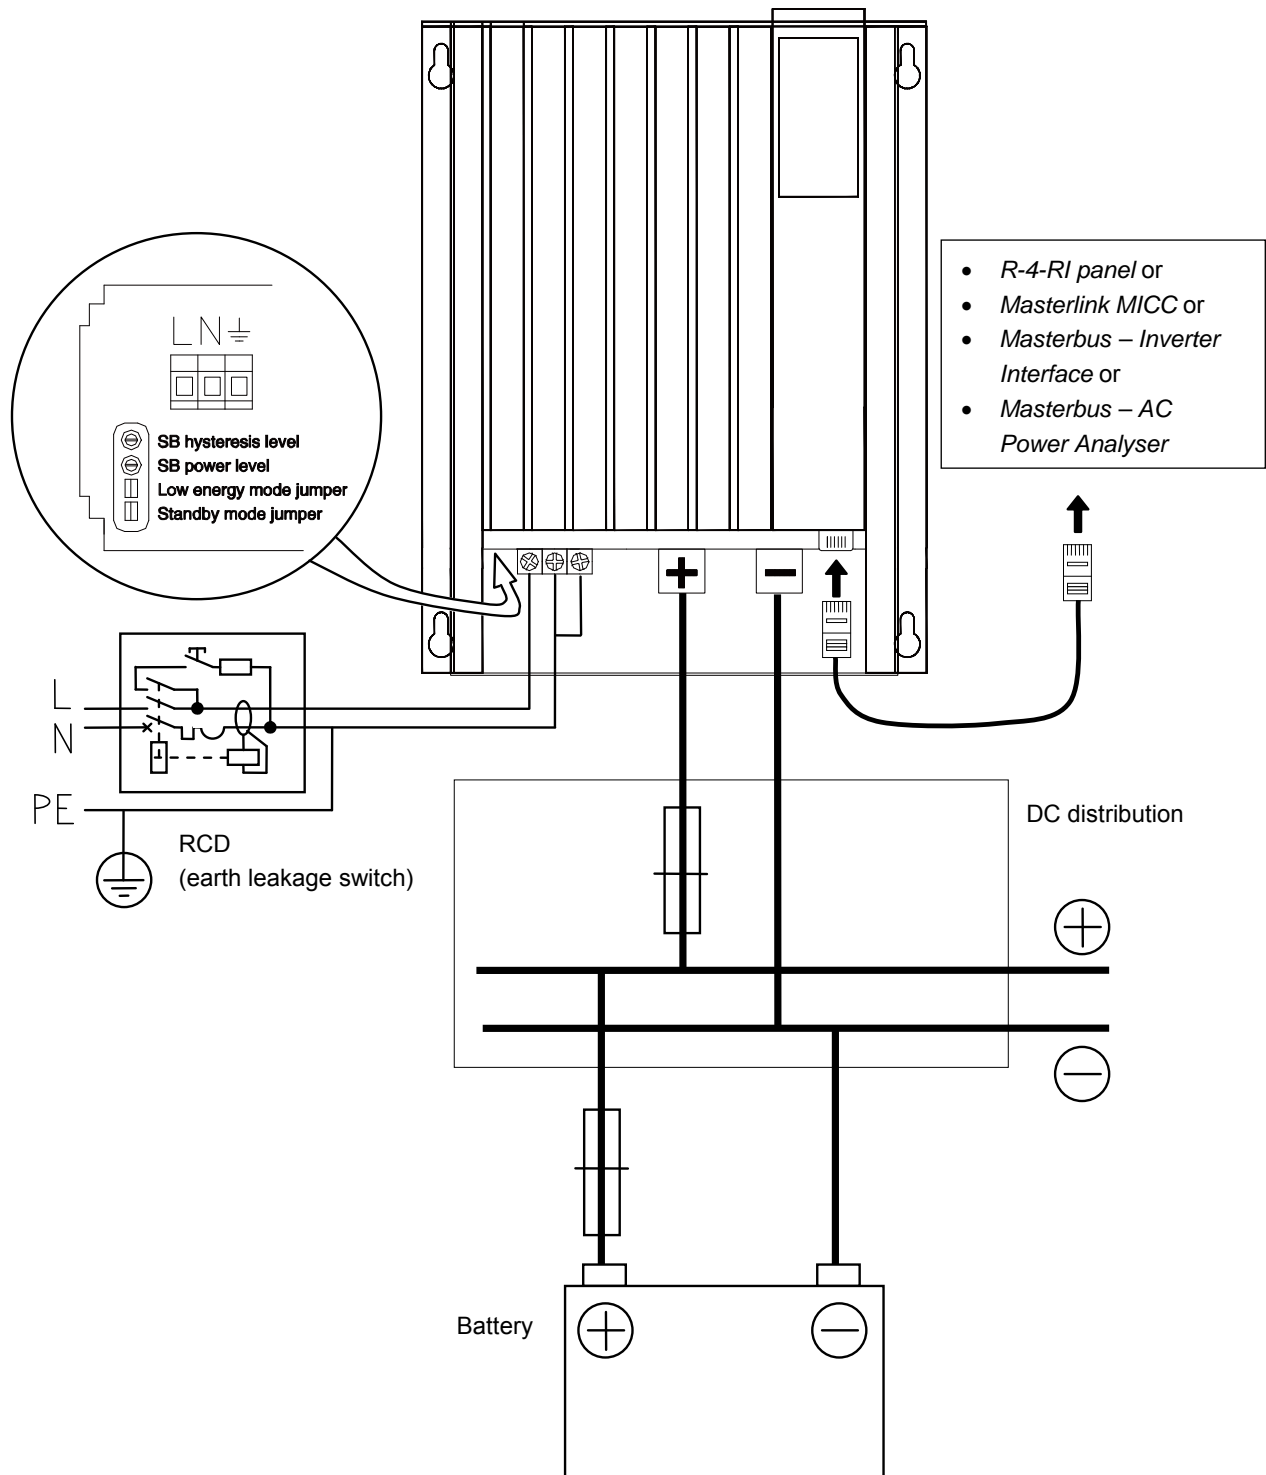 • R-4-RI panel or
• Masterlink MICC or
• Masterbus – Inverter
Interface or
• Masterbus – AC
Power Analyser
L N
SB hysteresis level
SB power level
Low energy mode jumper
Standby mode jumper
+ −
L
N
PE
RCD
(earth leakage switch)
DC distribution
+
−
Battery
+ −